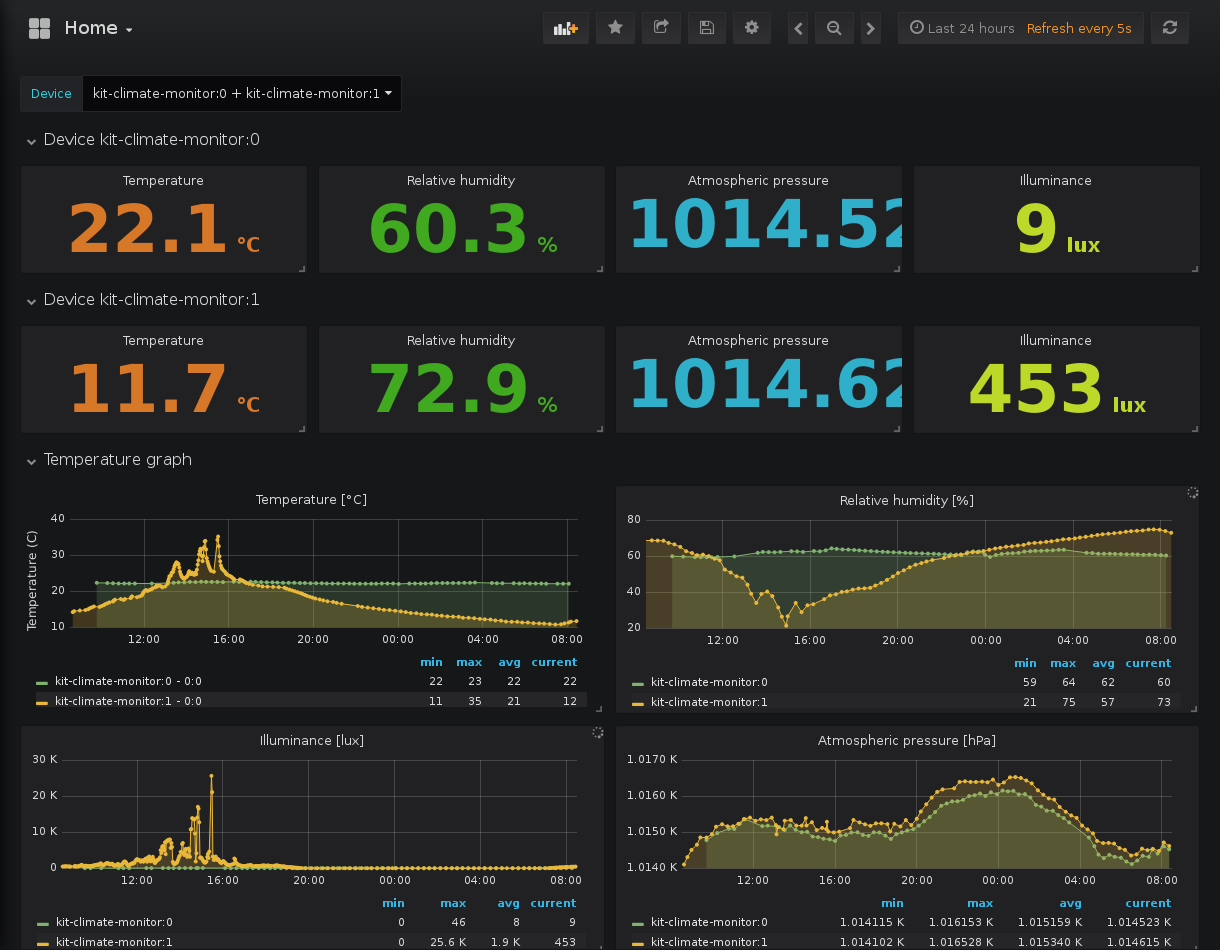 Home
Last 24 hours Refresh every 5s
Device kit-climate-monitor:0 + kit-climate-monitor:1
Device kit-climate-monitor:0
Temperature Relative humidity Atmospheric pressure Illuminance
22.1 °C 60.3 % 1014.52 9 lux
Device kit-climate-monitor:1
Temperature Relative humidity Atmospheric pressure Illuminance
11.7 °C 72.9 % 1014.62 453 lux
Temperature graph
Temperature [°C]
Temperature (C)
40
30
20
10
12:00 16:00 20:00 00:00 04:00 08:00
min max avg current
kit-climate-monitor:0 - 0:0 22 23 22 22
kit-climate-monitor:1 - 0:0 11 35 21 12
Relative humidity [%]
80
60
40
20
12:00 16:00 20:00 00:00 04:00 08:00
min max avg current
kit-climate-monitor:0 59 64 62 60
kit-climate-monitor:1 21 75 57 73
Illuminance [lux]
30 K
20 K
10 K
0
12:00 16:00 20:00 00:00 04:00 08:00
min max avg current
kit-climate-monitor:0 0 46 8 9
kit-climate-monitor:1 0 25.6 K 1.9 K 453
Atmospheric pressure [hPa]
1.0170 K
1.0160 K
1.0150 K
1.0140 K
12:00 16:00 20:00 00:00 04:00 08:00
min max avg current
kit-climate-monitor:0 1.014115 K 1.016153 K 1.015159 K 1.014523 K
kit-climate-monitor:1 1.014102 K 1.016528 K 1.015340 K 1.014615 K